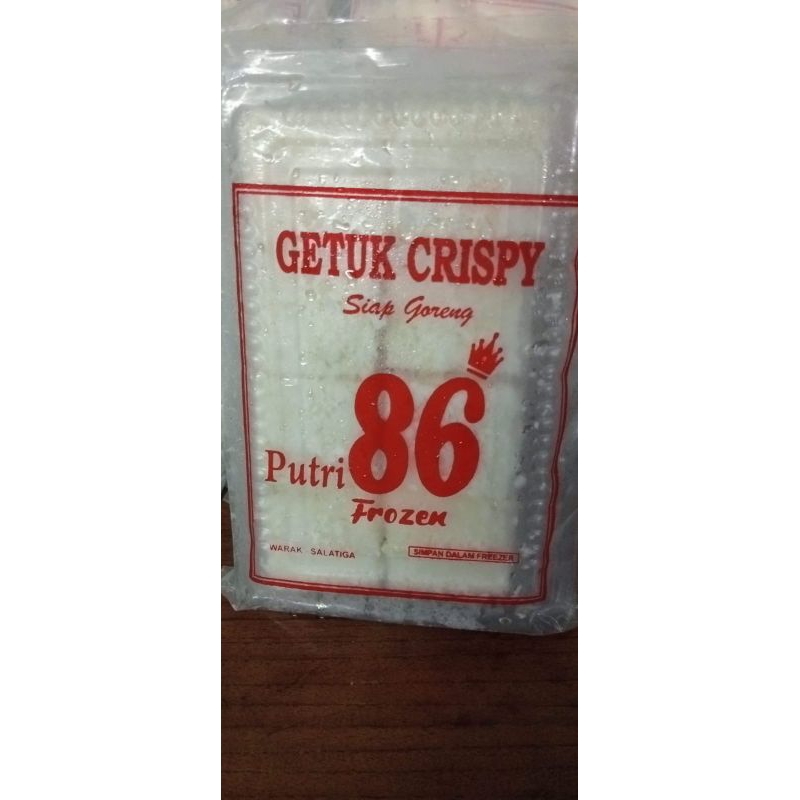 GETUK CRISPY
Siap Goreng
Putri 86
Frozen
WARAK SALATIGA
SIMPAN DALAM FREEZER